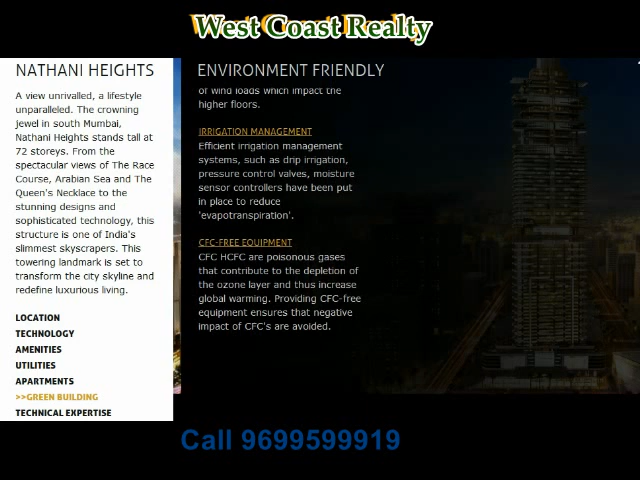 West Coast Realty
NATHANI HEIGHTS
A view unrivalled, a lifestyle
unparalleled. The crowning
jewel in south Mumbai,
Nathani Heights stands tall at
72 storeys. From the
spectacular views of The Race
Course, Arabian Sea and The
Queen's Necklace to the
stunning designs and
sophisticated technology, this
structure is one of India's
slimmest skyscrapers. This
towering landmark is set to
transform the city skyline and
redefine luxurious living.
LOCATION
TECHNOLOGY
AMENITIES
UTILITIES
APARTMENTS
>>GREEN BUILDING
TECHNICAL EXPERTISE
ENVIRONMENT FRIENDLY
of wind loads which impact the
higher floors.
IRRIGATION MANAGEMENT
Efficient irrigation management
systems, such as drip irrigation,
pressure control valves, moisture
sensor controllers have been put
in place to reduce
'evapotranspiration'.
CFC-FREE EQUIPMENT
CFC HCFC are poisonous gases
that contribute to the depletion of
the ozone layer and thus increase
global warming. Providing CFC-free
equipment ensures that negative
impact of CFC's are avoided.
Call 9699599919